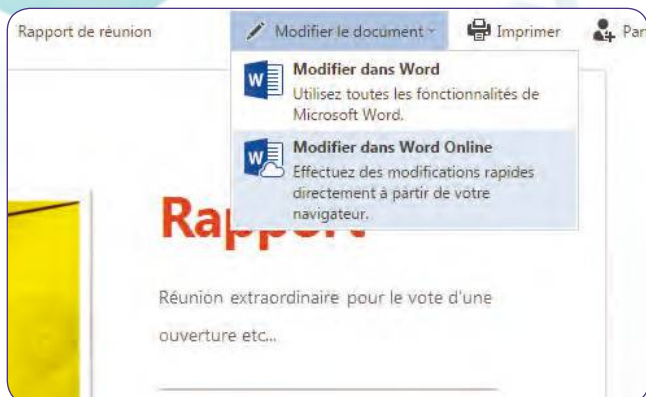 Rapport de réunion Modifier le document Imprimer Par
Modifier dans Word
Utilisez toutes les fonctionnalités de
Microsoft Word.
Modifier dans Word Online
Effectuez des modifications rapides
directement à partir de votre
navigateur.
Rapport
Réunion extraordinaire pour le vote d'une
ouverture etc...